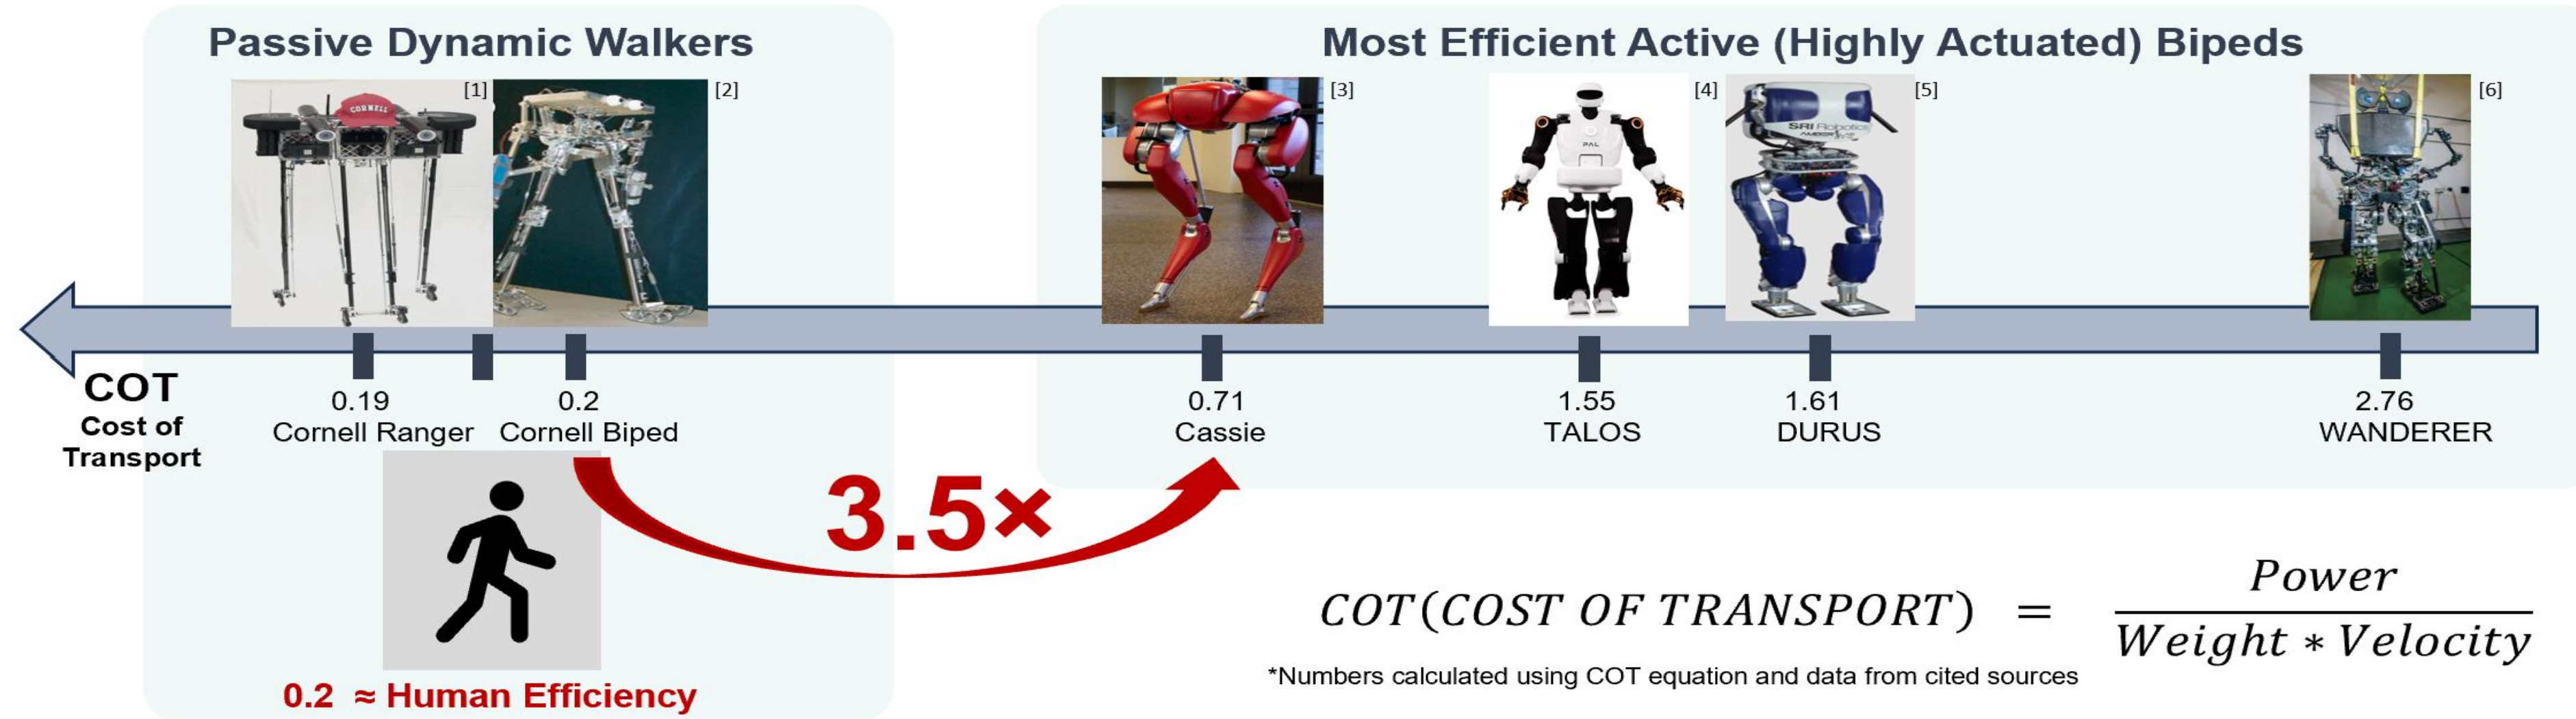 Passive Dynamic Walkers
Most Efficient Active (Highly Actuated) Bipeds
[1]
[2]
[3]
[4]
[5]
[6]
CORNELL
PAL
SRI Robotics
COT
Cost of
Transport
0.19
Cornell Ranger
0.2
Cornell Biped
0.71
Cassie
1.55
TALOS
1.61
DURUS
2.76
WANDERER
3.5×
0.2 ≈ Human Efficiency
COT(COST OF TRANSPORT) = Power
Weight * Velocity
*Numbers calculated using COT equation and data from cited sources